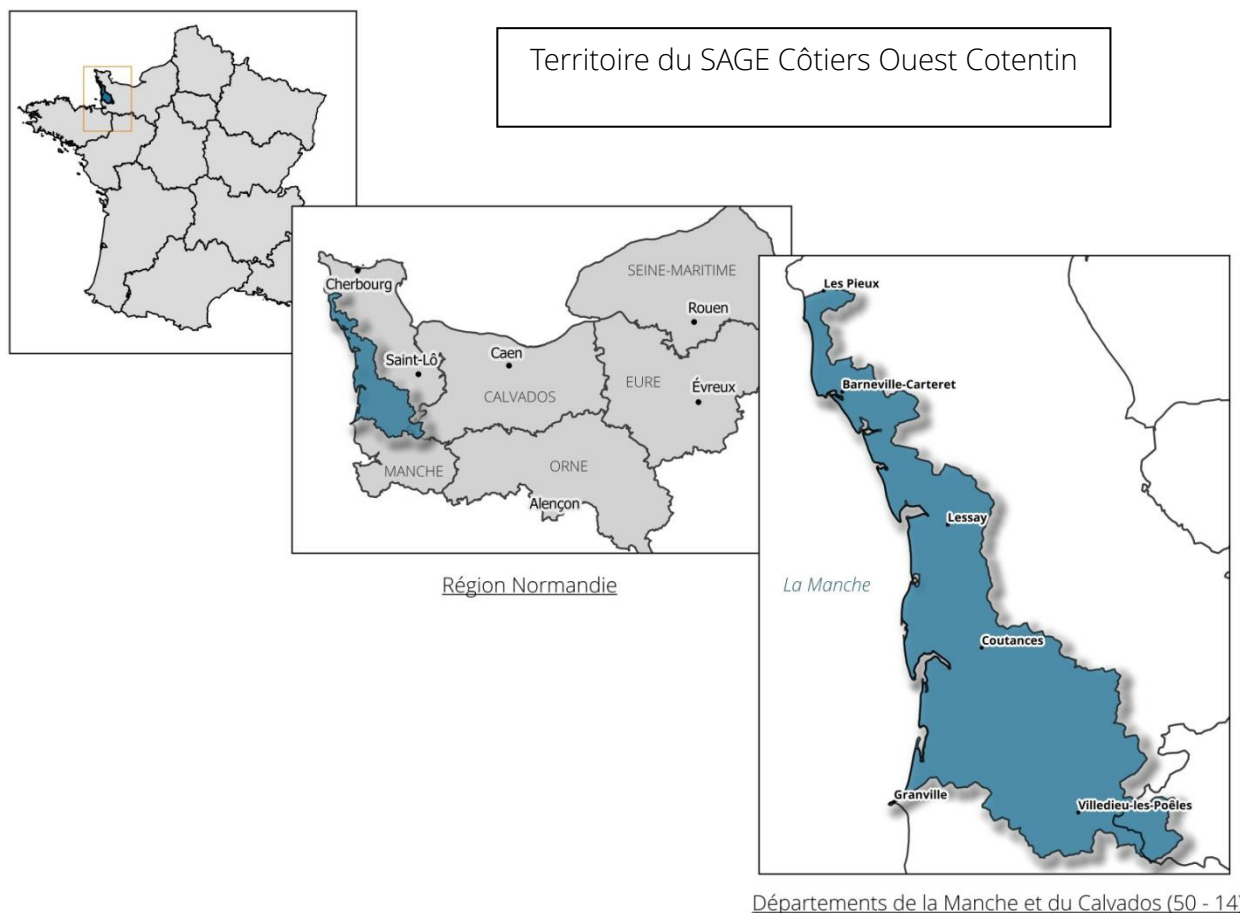 Territoire du SAGE Côtiers Ouest Cotentin
Cherbourg
SEINE-MARITIME
Rouen
Saint-Lô
Caen
CALVADOS
EURE
Évreux
MANCHE
ORNE
Alençon
Région Normandie
Les Pieux
Barneville-Carteret
Lessay
La Manche
Coutances
Granville
Villedieu-les-Poêles
Départements de la Manche et du Calvados (50 - 14)